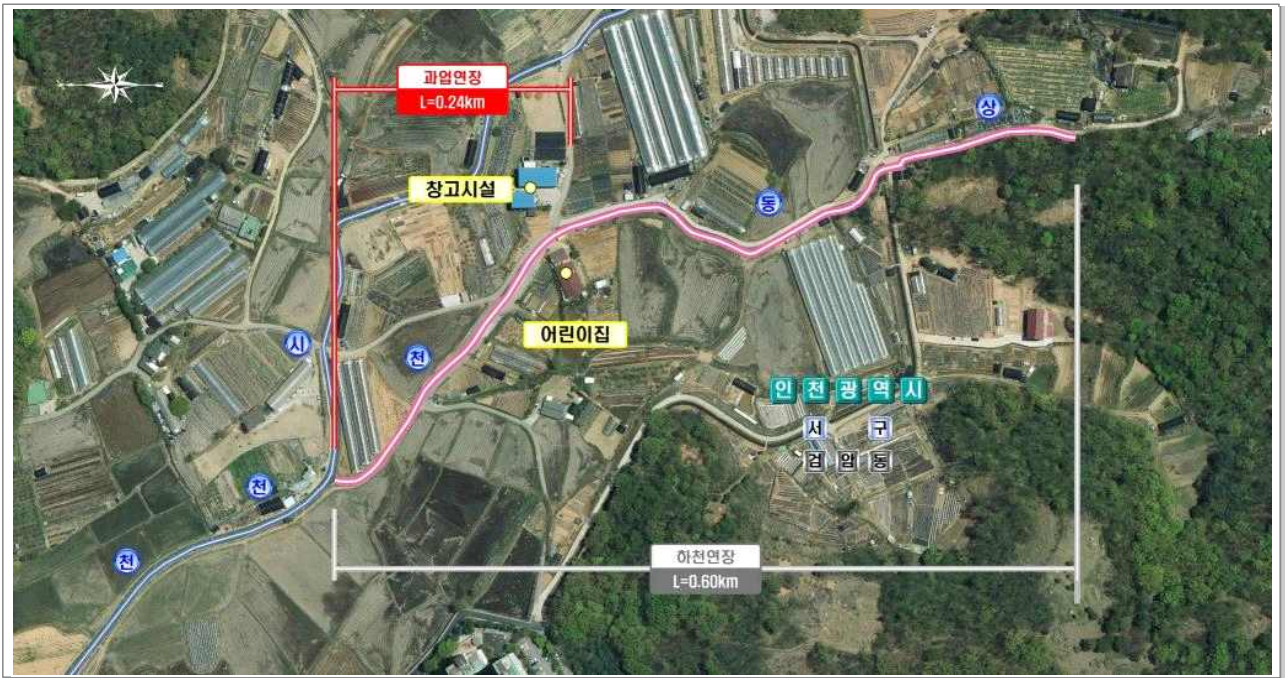 과업연장
L=0.24km
상
창고시설
동
어린이집
시
천
인천광역시
서구
검암동
천
천
하천연장
L=0.60km